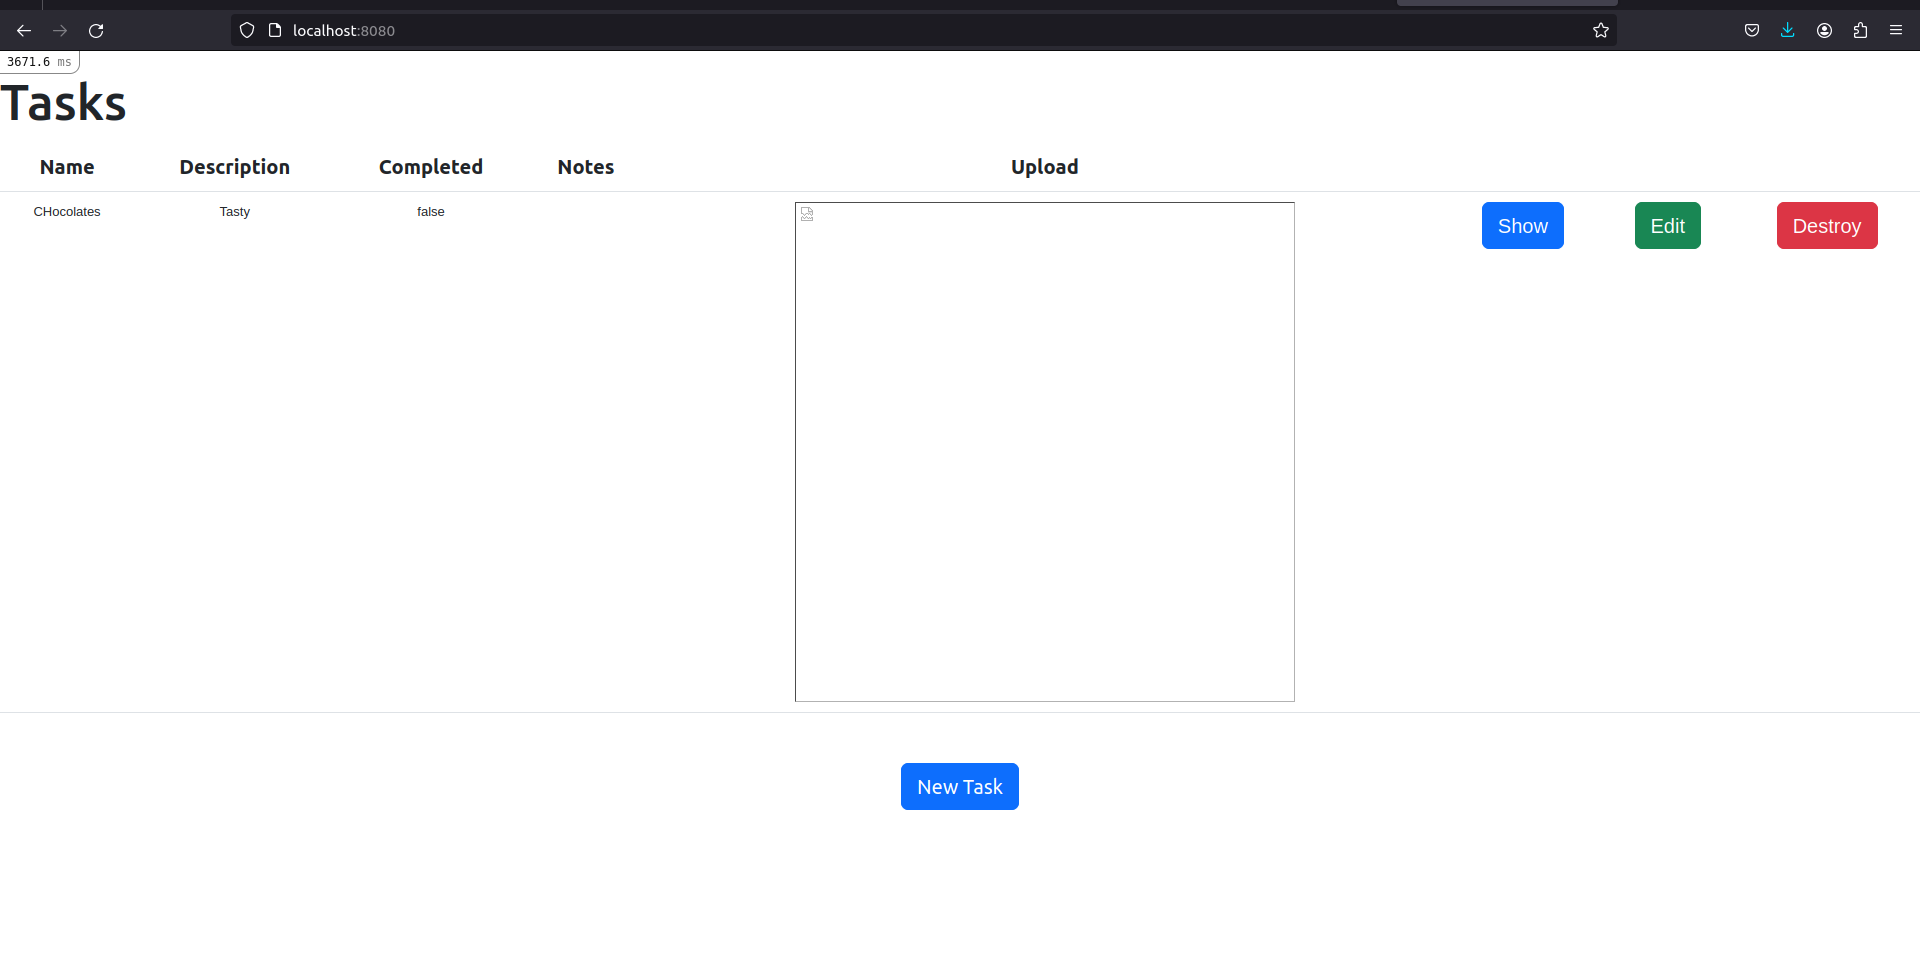 localhost:8080
3671.6 ms
Tasks
Name Description Completed Notes Upload
CHocolates Tasty false Show Edit Destroy
New Task